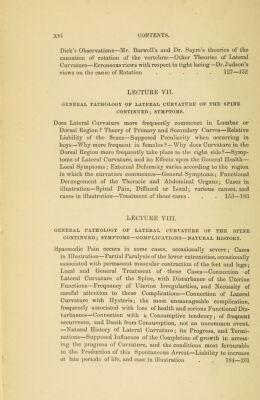 xvi CONTENTS.
Dick's Observations—Mr. Barwell's and Dr. Sayre's theories of the
causation of rotation of the vertebræ—Other Theories of Lateral
Curvature—Erroneous views with respect to tight lacing—Dr. Judson's
views on the cause of Rotation . . . . 127—152
LECTURE VII.
GENERAL PATHOLOGY OF LATERAL CURVATURE OF THE SPINE
CONTINUED; SYMPTOMS.
Does Lateral Curvature more frequently commence in Lumbar or
Dorsal Region? Theory of Primary and Secondary Curves—Relative
Liability of the Sexes—Supposed Peculiarity when occurring in
boys—Why more frequent in females?—Why does Curvature in the
Dorsal Region more frequently take place to the right side?—Symp-
toms of Lateral Curvature, and its Effects upon the General Health—
Local Symptoms; External Deformity varies according to the region
in which the curvature commences—General Symptoms; Functional
Derangement of the Thoracic and Abdominal Organs; Cases in
illustration—Spinal Pain, Diffused or Local; various causes, and
cases in illustration—Treatment of these cases . . 153—183
LECTURE VIII.
GENERAL PATHOLOGY OF LATERAL CURVATURE OF THE SPINE
CONTINUED; SYMPTOMS—COMPLICATIONS—NATURAL HISTORY.
Spasmodic Pain occurs in some cases, occasionally severe; Cases
in Illustration—Partial Paralysis of the lower extremities, occasionally
associated with permanent muscular contraction of the feet and legs;
Local and General Treatment of these Cases—Connection of
Lateral Curvature of the Spine, with Disturbance of the Uterine
Functions—Frequency of Uterine Irregularities, and Necessity of
careful attention to these Complications—Connection of Lateral
Curvature with Hysteria; the most unmanageable complication,
frequently associated with loss of health and serious Functional Dis-
turbances—Connection with a Consumptive tendency; of frequent
occurrence, and Death from Consumption, not an uncommon event.
—Natural History of Lateral Curvature; its Progress, and Termi-
nations—Supposed Influence of the Completion of growth in arrest-
ing the progress of Curvature, and the conditions most favourable
to the Production of this Spontaneous Arrest—Liability to increase
at late periods of life, and case in illustration . 184—203